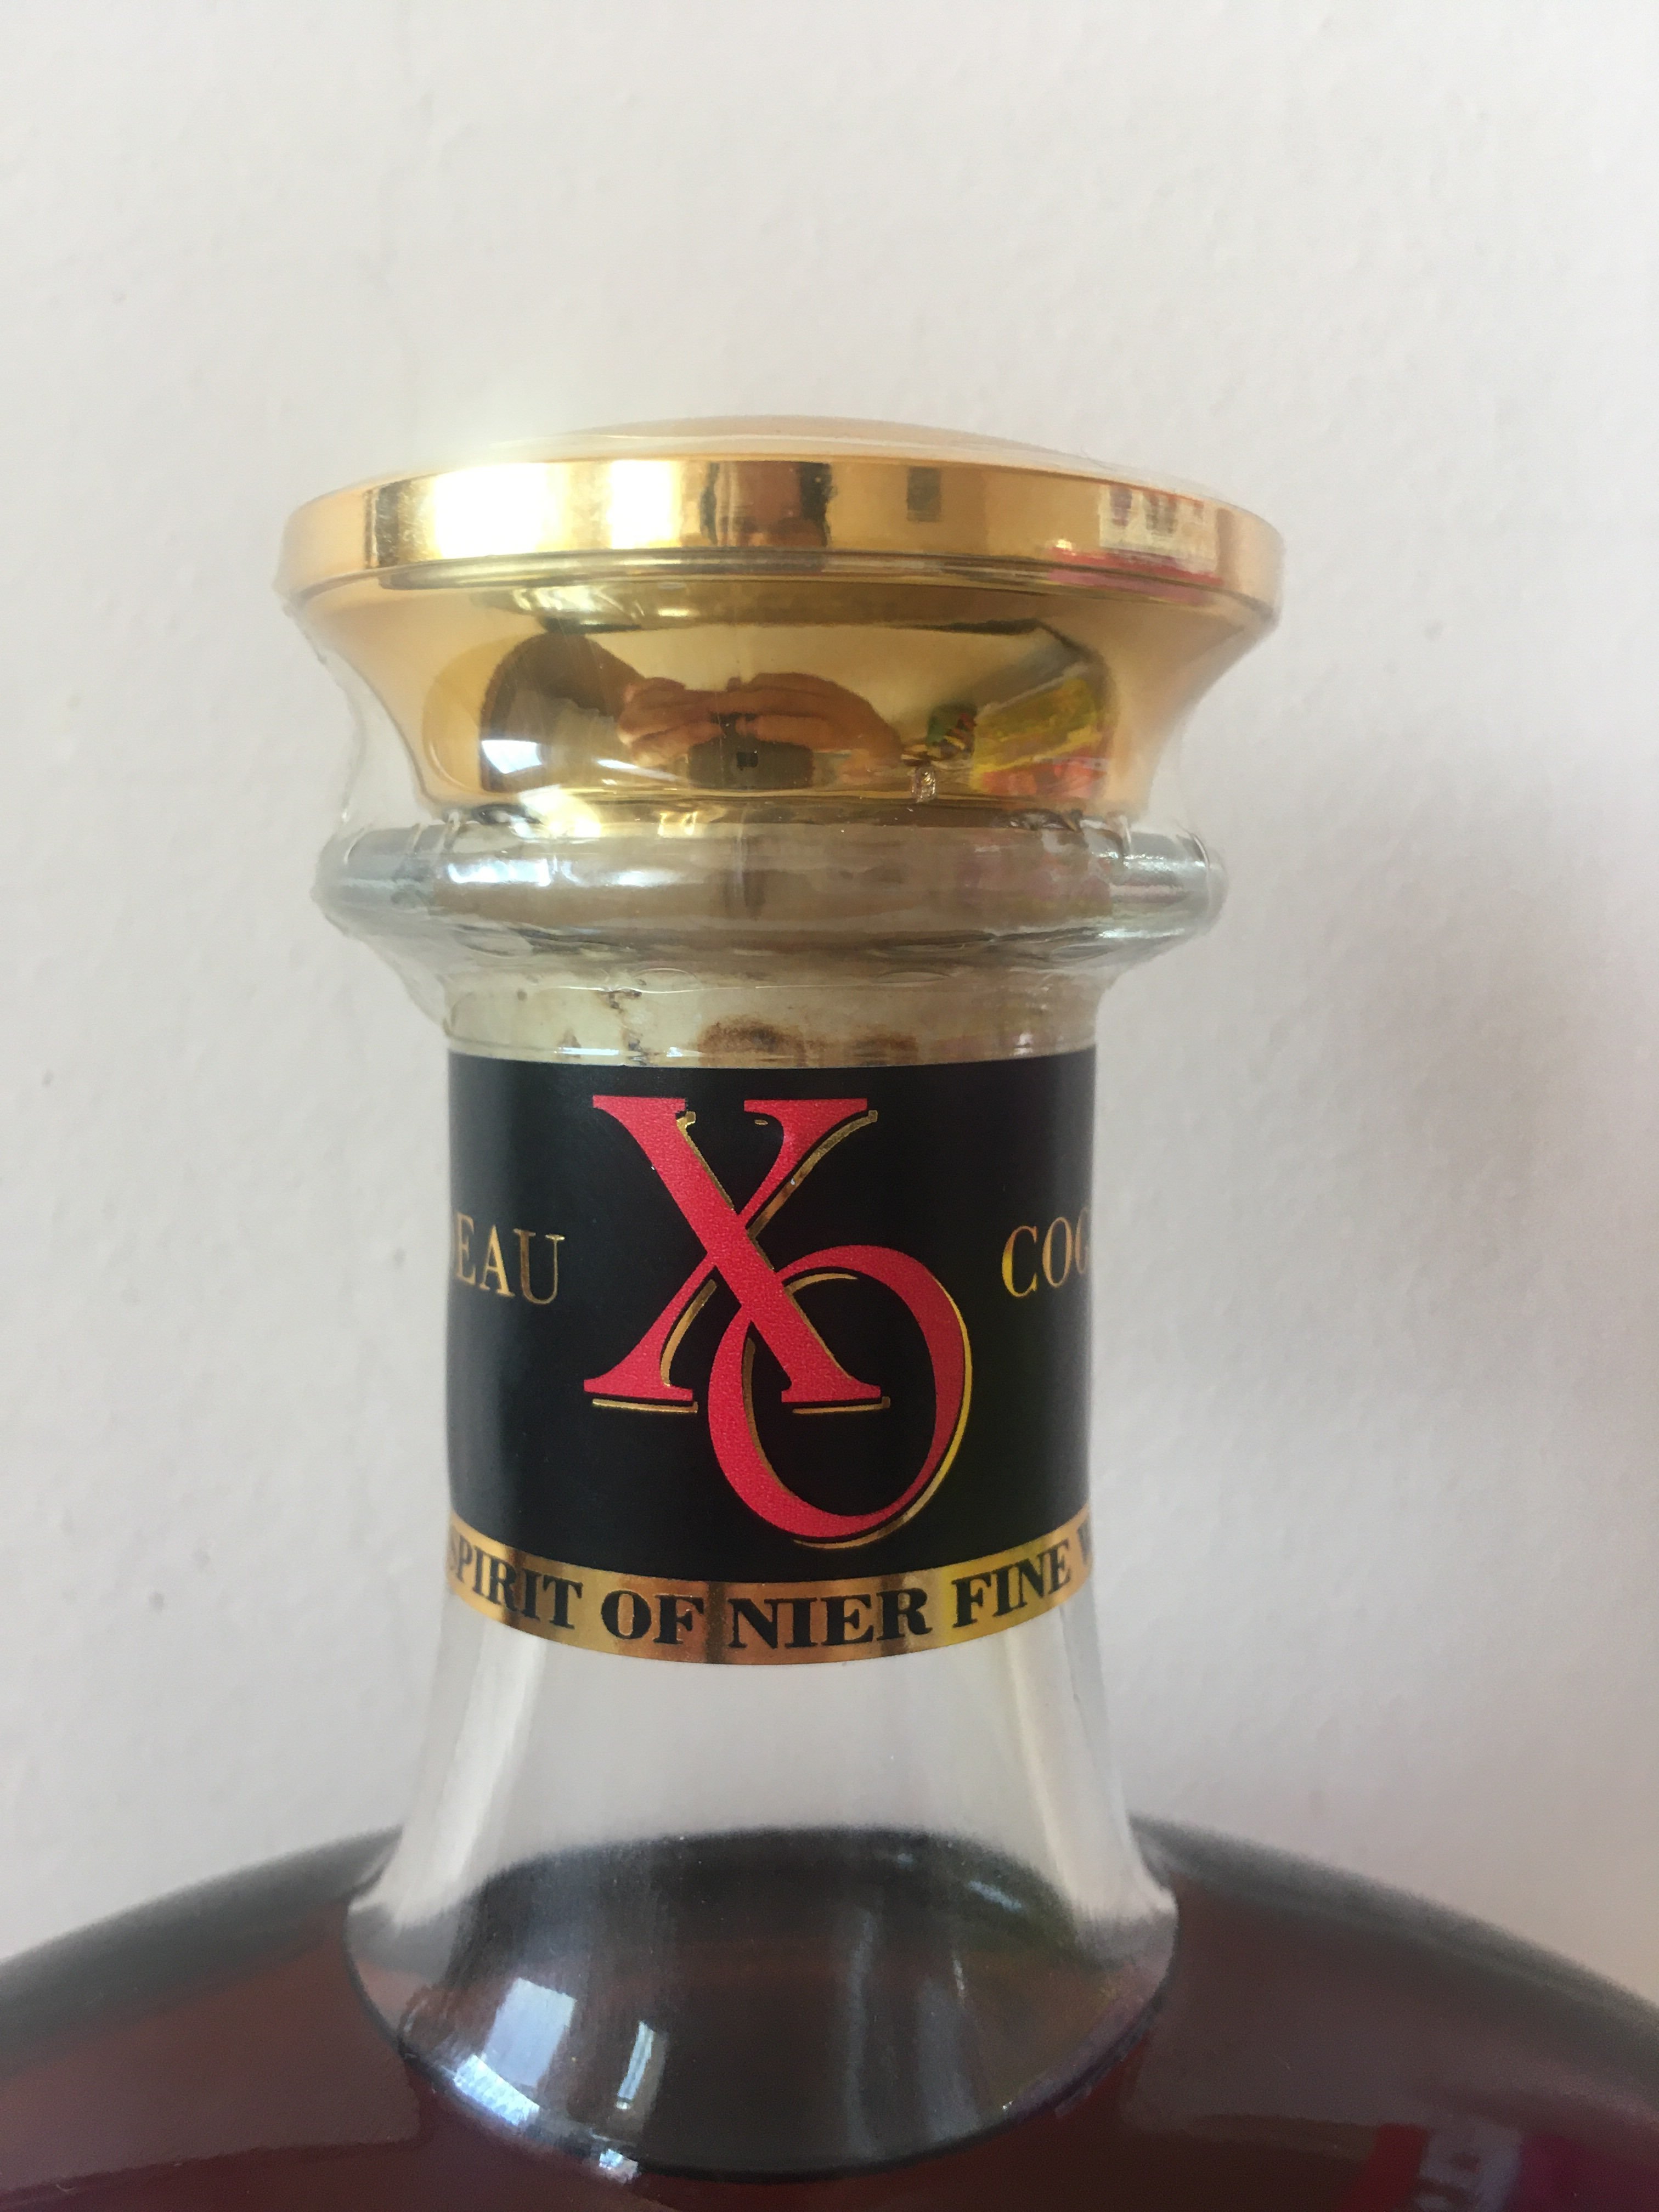 XO
EAU
COG
SPIRIT OF NIER FINE